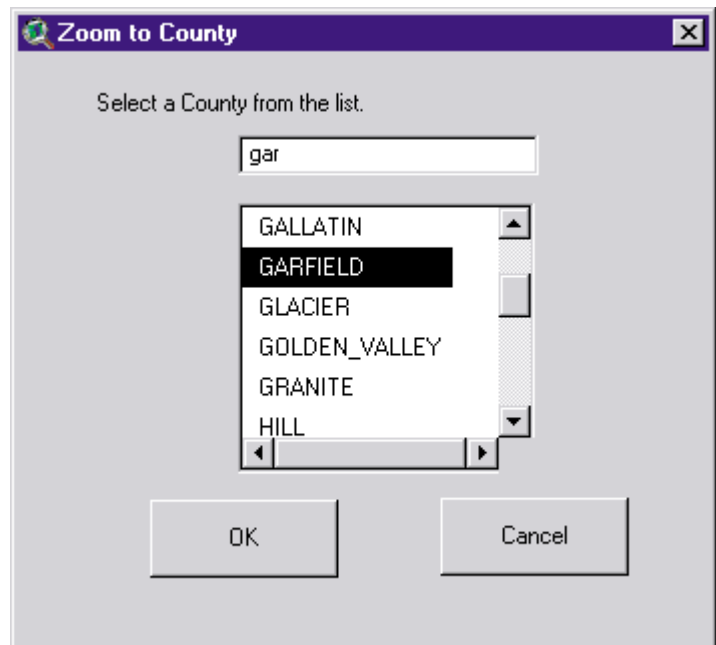 Zoom to County
Select a County from the list.
gar
GALLATIN
GARFIELD
GLACIER
GOLDEN_VALLEY
GRANITE
HILL
OK
Cancel